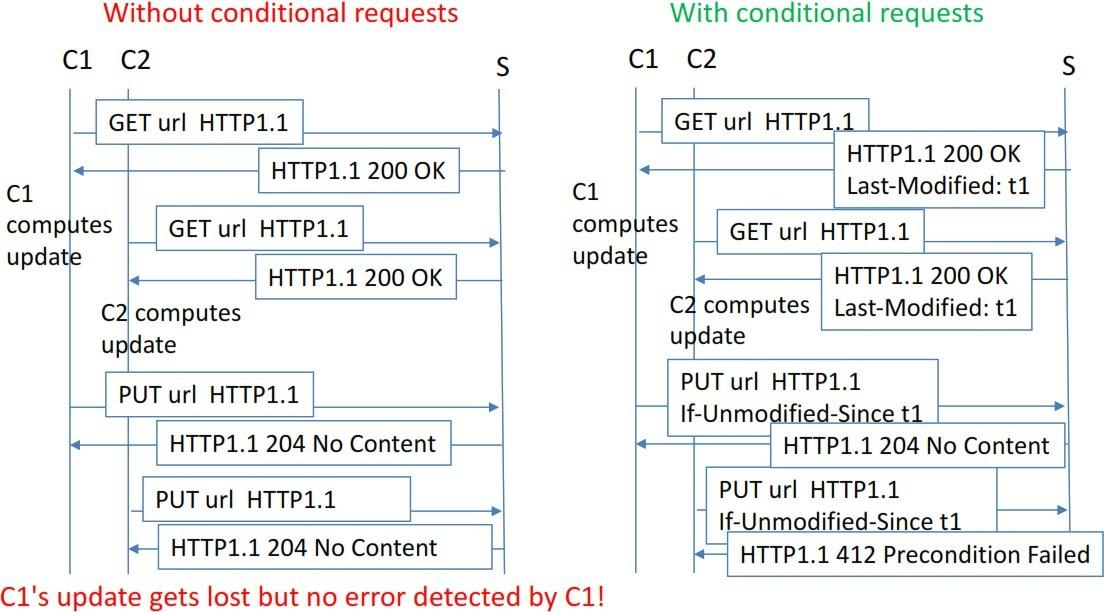 Without conditional requests
C1
C2
S
GET url HTTP1.1
HTTP1.1 200 OK
C1
computes
update
GET url HTTP1.1
HTTP1.1 200 OK
C2 computes
update
PUT url HTTP1.1
HTTP1.1 204 No Content
PUT url HTTP1.1
HTTP1.1 204 No Content
C1's update gets lost but no error detected by C1!
With conditional requests
C1
C2
S
GET url HTTP1.1
HTTP1.1 200 OK
Last-Modified: t1
C1
computes
update
GET url HTTP1.1
HTTP1.1 200 OK
Last-Modified: t1
C2 computes
update
PUT url HTTP1.1
If-Unmodified-Since t1
HTTP1.1 204 No Content
PUT url HTTP1.1
If-Unmodified-Since t1
HTTP1.1 412 Precondition Failed